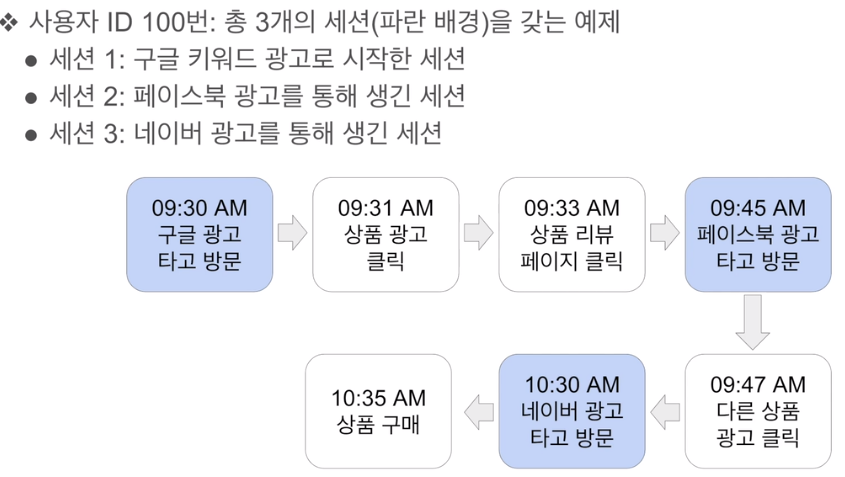 ❖ 사용자 ID 100번: 총 3개의 세션(파란 배경)을 갖는 예제
● 세션 1: 구글 키워드 광고로 시작한 세션
● 세션 2: 페이스북 광고를 통해 생긴 세션
● 세션 3: 네이버 광고를 통해 생긴 세션
09:30 AM
구글 광고
타고 방문
09:31 AM
상품 광고
클릭
09:33 AM
상품 리뷰
페이지 클릭
09:45 AM
페이스북 광고
타고 방문
09:47 AM
다른 상품
광고 클릭
10:30 AM
네이버 광고
타고 방문
10:35 AM
상품 구매